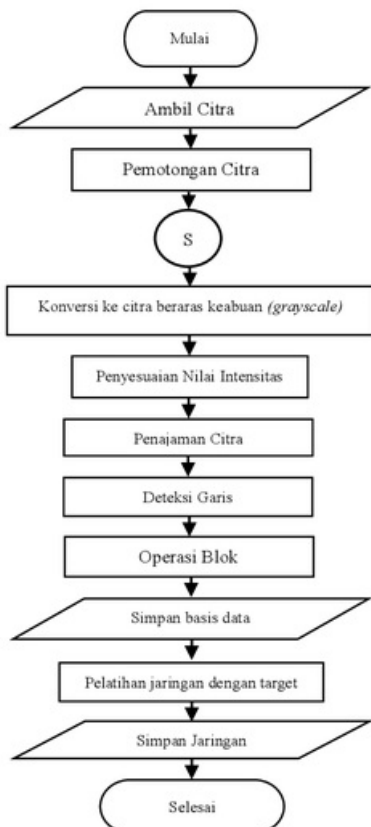 Mulai
Ambil Citra
Pemotongan Citra
S
Konversi ke citra beraras keabuan (grayscale)
Penyesuaian Nilai Intensitas
Penajaman Citra
Deteksi Garis
Operasi Blok
Simpan basis data
Pelatihan jaringan dengan target
Simpan Jaringan
Selesai